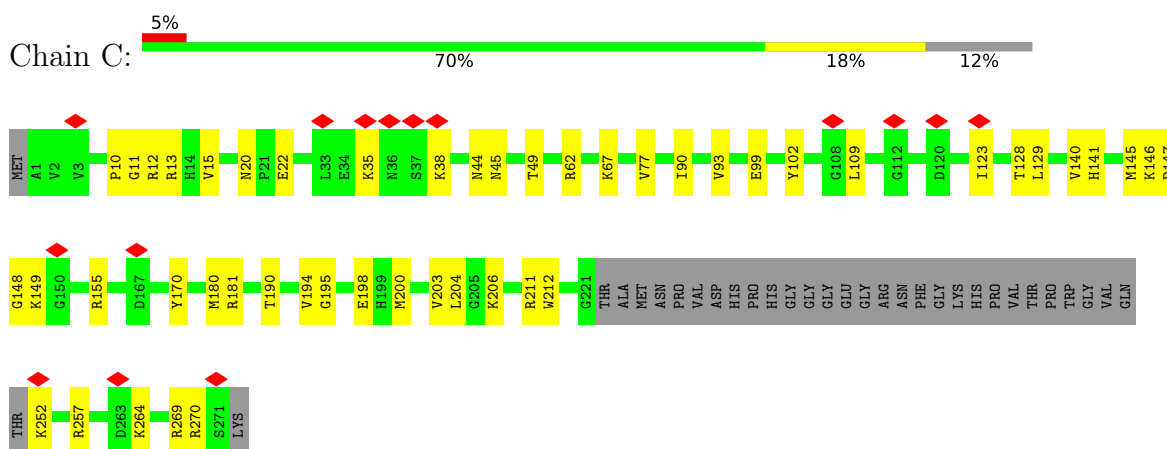 5%
Chain C:
70% 18% 12%
MET A1 V2 V3 P10 G11 R12 R13 H14 V15 N20 P21 E22 L33 E34 K35 N36 S37 K38 N44 N45 T49 R62 K67 V77 I90 V93 E99 Y102 G108 L109 G112 D120 I123 T128 L129 V140 H141 M145 K146
G148 K149 G150 R155 D167 Y170 M180 R181 T190 V194 G195 E198 H199 M200 V203 L204 G205 K206 R211 W212 G221 THR ALA MET ASN PRO VAL ASP HIS PRO HIS GLY GLY GLY GLU GLY ARG ASN PHE GLY LYS HIS PRO VAL THR PRO TRP GLY VAL GLN
THR K252 R257 D263 K264 R269 R270 S271 LYS